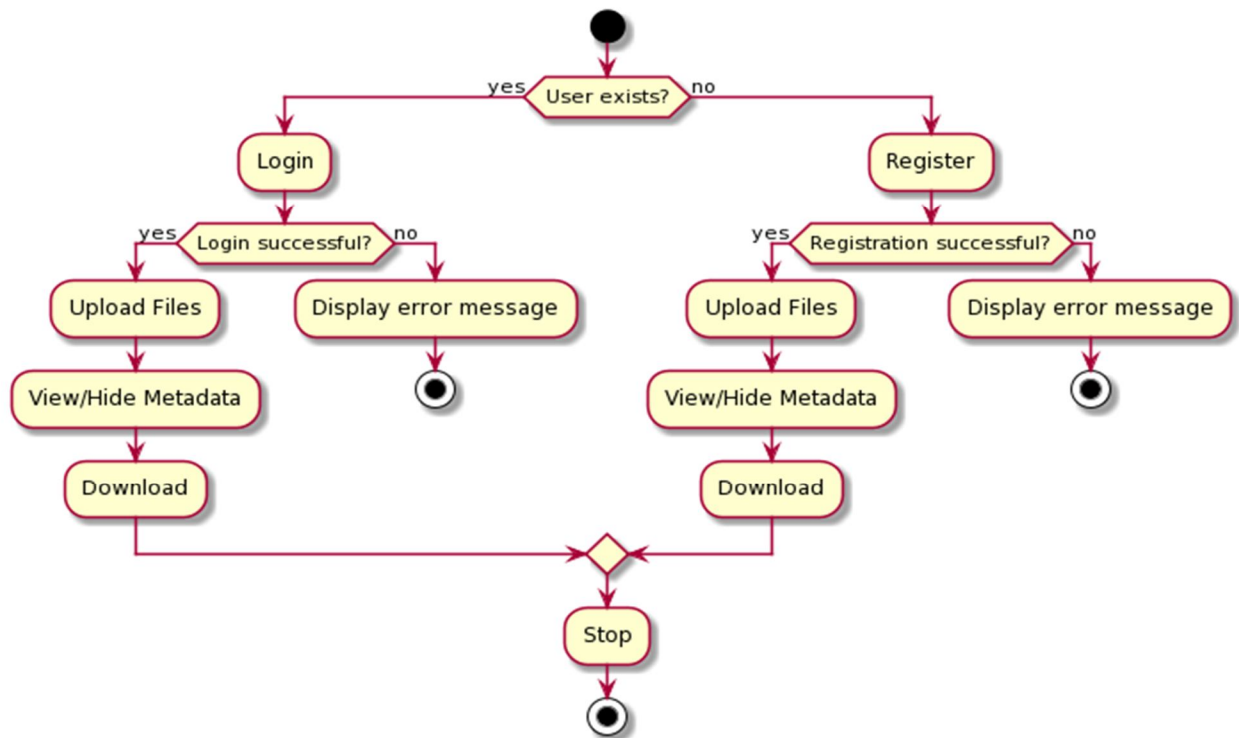 yes
User exists?
no
Login
Register
yes
Login successful?
no
yes
Registration successful?
no
Upload Files
Display error message
Upload Files
Display error message
View/Hide Metadata
View/Hide Metadata
Download
Download
Stop